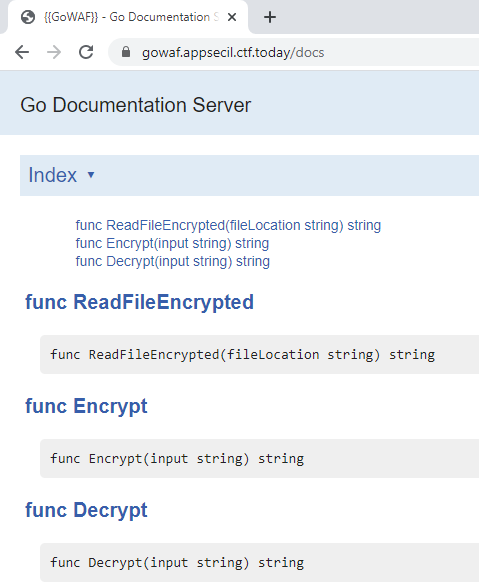 {{GoWAF}} - Go Documentation S
gowaf.appsecil.ctf.today/docs
Go Documentation Server
Index ▾
func ReadFileEncrypted(fileLocation string) string
func Encrypt(input string) string
func Decrypt(input string) string
func ReadFileEncrypted
func ReadFileEncrypted(fileLocation string) string
func Encrypt
func Encrypt(input string) string
func Decrypt
func Decrypt(input string) string